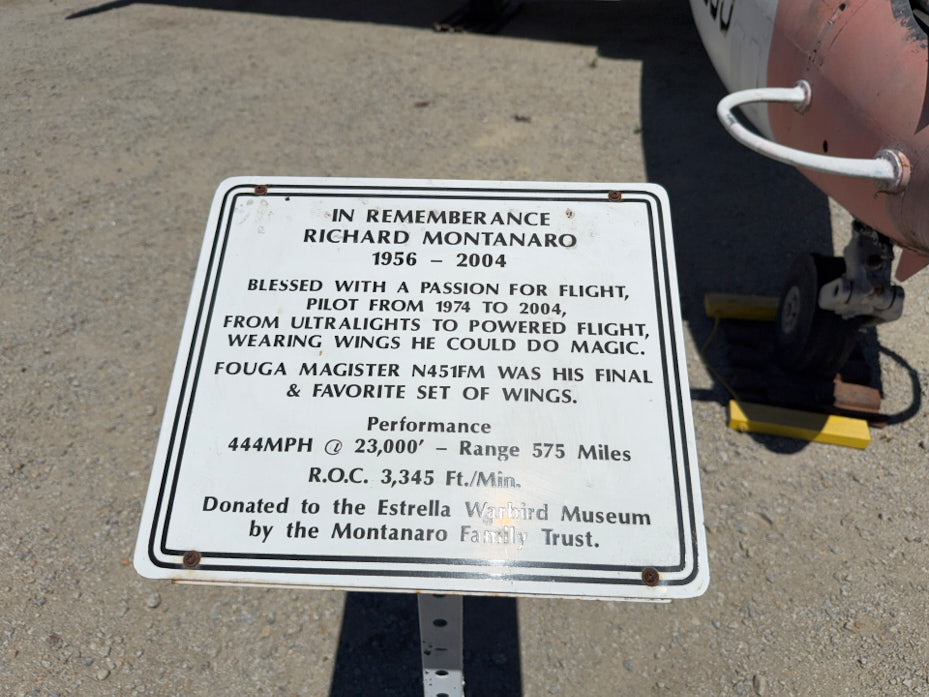 IN REMEMBERANCE
RICHARD MONTANARO
1956 – 2004
BLESSED WITH A PASSION FOR FLIGHT,
PILOT FROM 1974 TO 2004,
FROM ULTRALIGHTS TO POWERED FLIGHT,
WEARING WINGS HE COULD DO MAGIC.
FOUGA MAGISTER N451FM WAS HIS FINAL
& FAVORITE SET OF WINGS.
Performance
444MPH @ 23,000' – Range 575 Miles
R.O.C. 3,345 Ft./Min.
Donated to the Estrella Warbird Museum
by the Montanaro Family Trust.